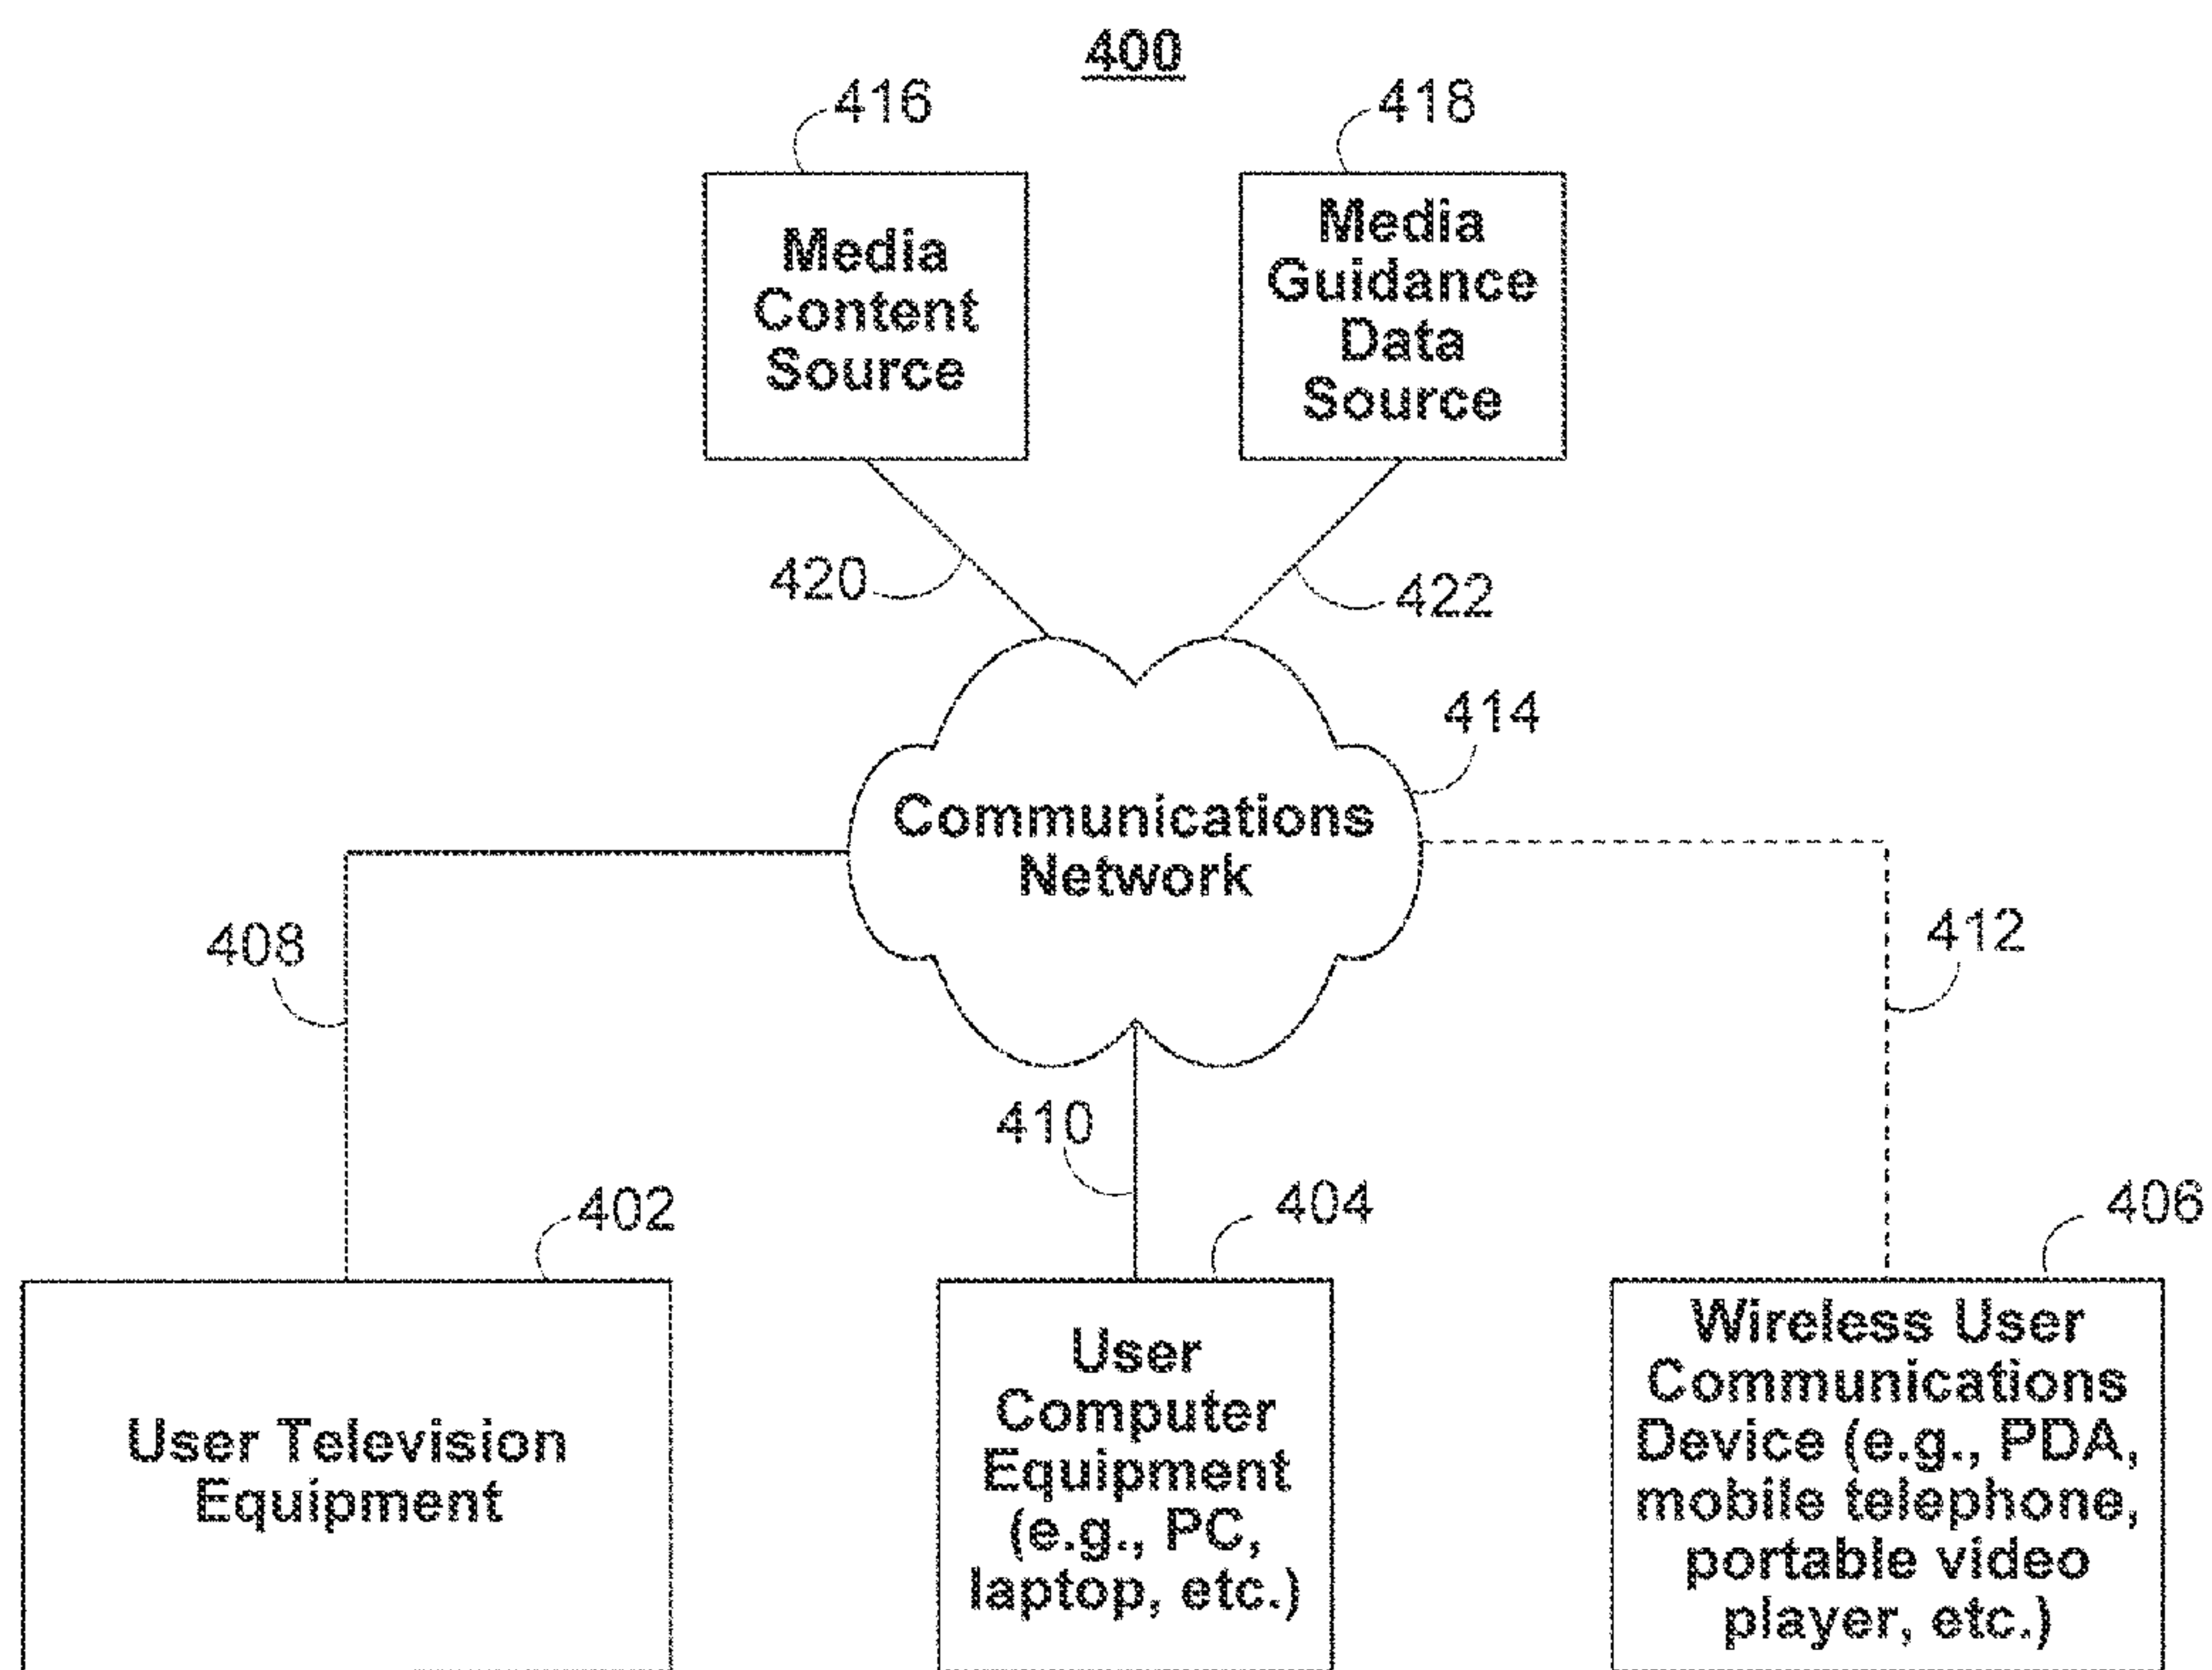 400
416
418
Media
Content
Source
Media
Guidance
Data
Source
420
422
414
Communications
Network
408
412
410
402
404
406
User Television
Equipment
User
Computer
Equipment
(e.g., PC,
laptop, etc.)
Wireless User
Communications
Device (e.g., PDA,
mobile telephone,
portable video
player, etc.)